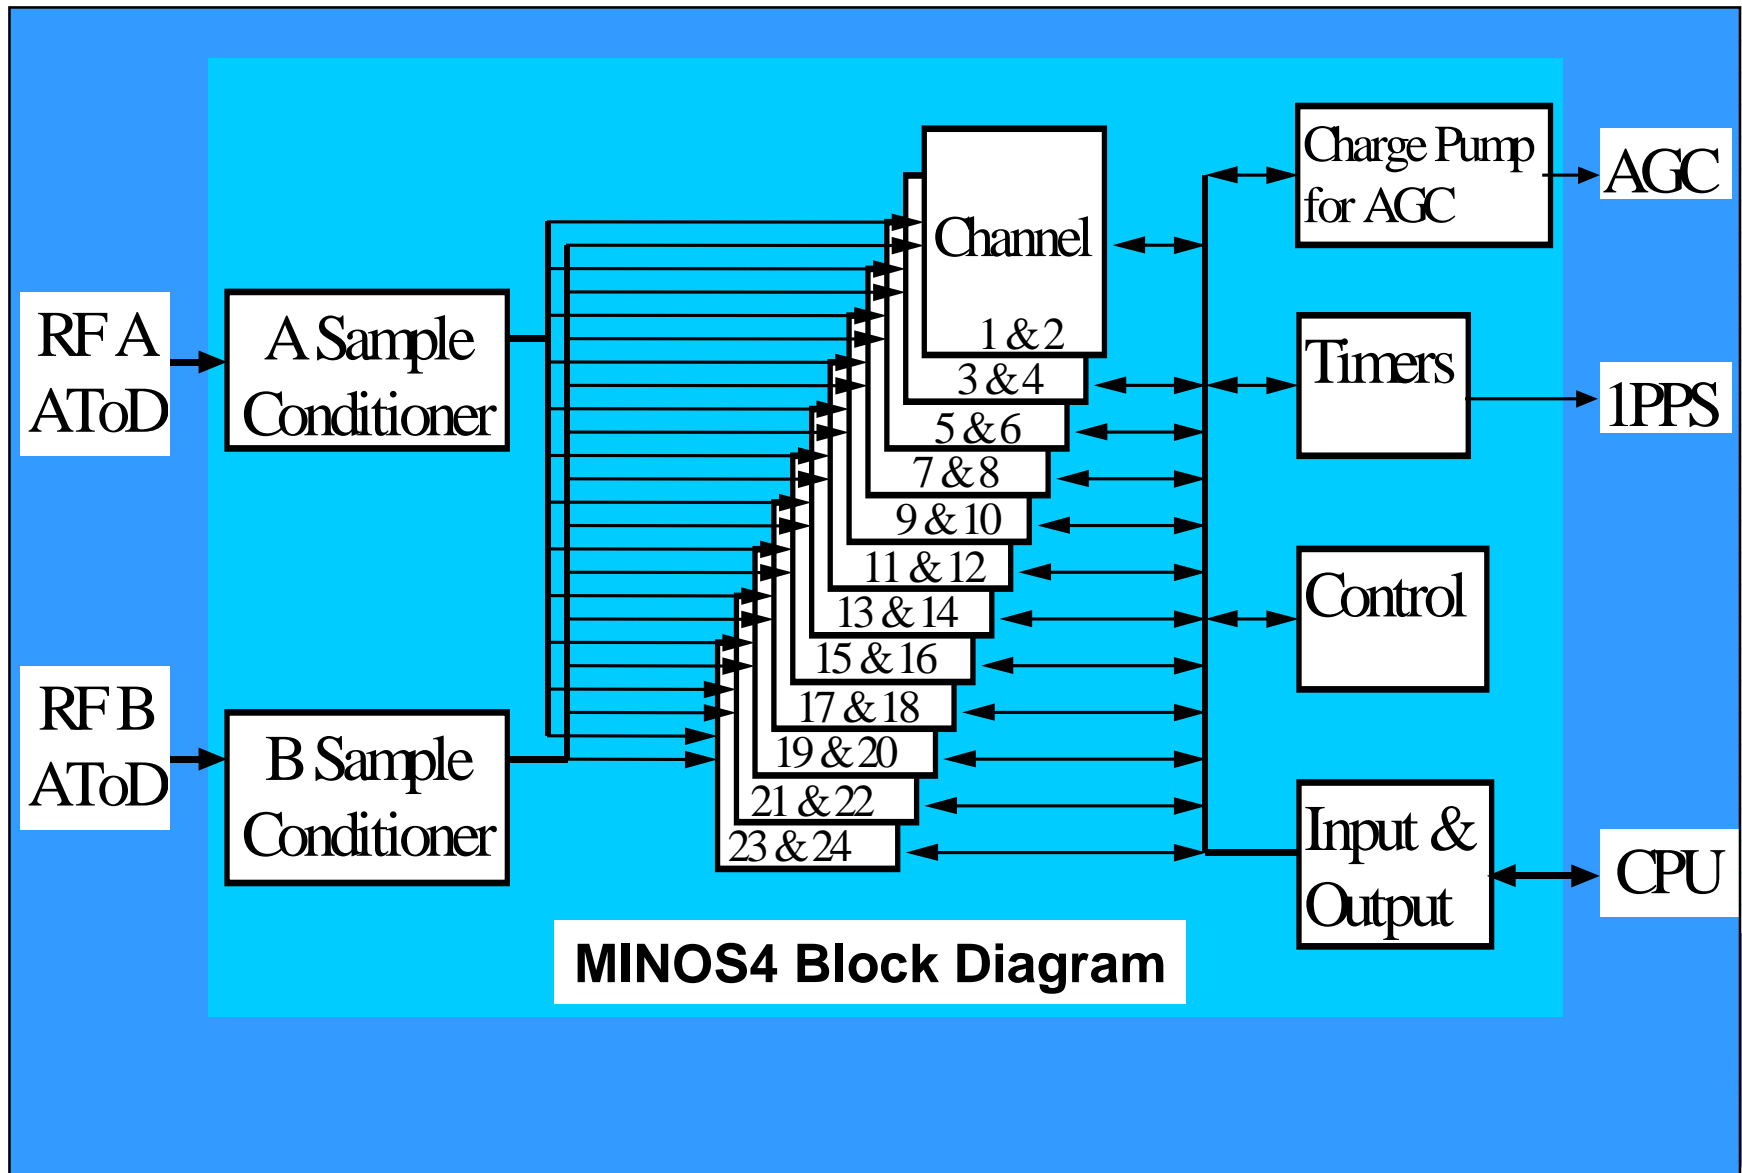 RF A
AToD
A Sample
Conditioner
RF B
AToD
B Sample
Conditioner
Channel
1 & 2
3 & 4
5 & 6
7 & 8
9 & 10
11 & 12
13 & 14
15 & 16
17 & 18
19 & 20
21 & 22
23 & 24
Charge Pump
for AGC
AGC
Timers
1PPS
Control
Input &
Output
CPU
MINOS4 Block Diagram